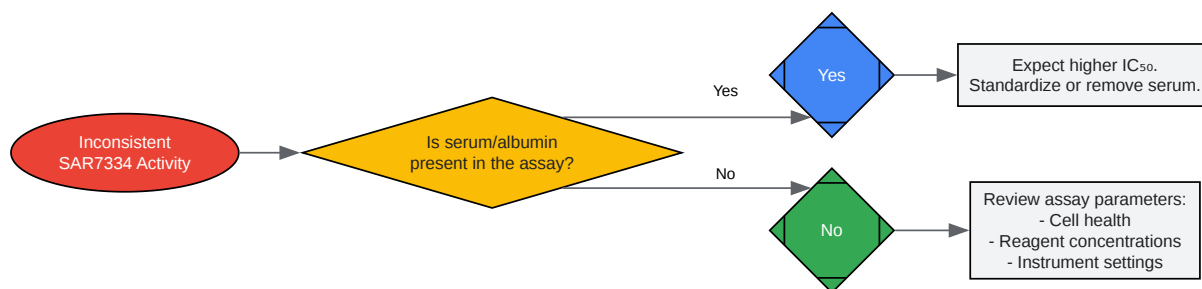 Inconsistent
SAR7334 Activity
Is serum/albumin
present in the assay?
Yes
Yes
Expect higher IC₅₀.
Standardize or remove serum.
No
No
Review assay parameters:
- Cell health
- Reagent concentrations
- Instrument settings